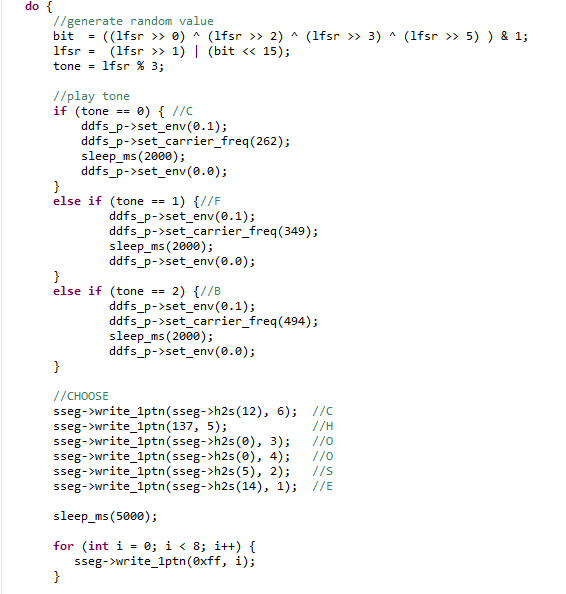 do {
    //generate random value
    bit  = ((lfsr >> 0) ^ (lfsr >> 2) ^ (lfsr >> 3) ^ (lfsr >> 5) ) & 1;
    lfsr =  (lfsr >> 1) | (bit << 15);
    tone = lfsr % 3;

    //play tone
    if (tone == 0) { //C
        ddfs_p->set_env(0.1);
        ddfs_p->set_carrier_freq(262);
        sleep_ms(2000);
        ddfs_p->set_env(0.0);
    }
    else if (tone == 1) {//F
            ddfs_p->set_env(0.1);
            ddfs_p->set_carrier_freq(349);
            sleep_ms(2000);
            ddfs_p->set_env(0.0);
    }
    else if (tone == 2) {//B
            ddfs_p->set_env(0.1);
            ddfs_p->set_carrier_freq(494);
            sleep_ms(2000);
            ddfs_p->set_env(0.0);
    }

    //CHOOSE
    sseg->write_1ptn(sseg->h2s(12), 6);  //C
    sseg->write_1ptn(137, 5);            //H
    sseg->write_1ptn(sseg->h2s(0), 3);   //O
    sseg->write_1ptn(sseg->h2s(0), 4);   //O
    sseg->write_1ptn(sseg->h2s(5), 2);   //S
    sseg->write_1ptn(sseg->h2s(14), 1);  //E

    sleep_ms(5000);

    for (int i = 0; i < 8; i++) {
       sseg->write_1ptn(0xff, i);
    }